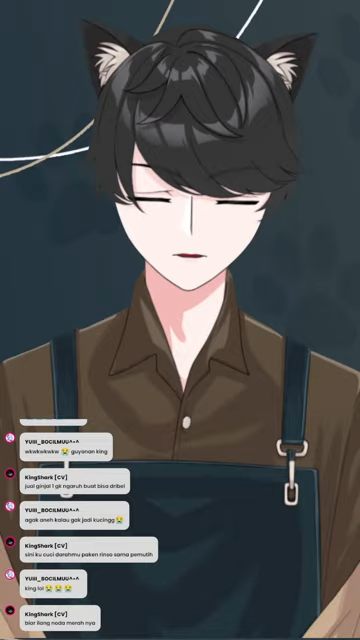 YUIII_BOCILMUU^•^
wkwkwkwkw 😭 guyonan king
KingShark [CV]
jual ginjal 1 gk ngaruh buat bisa dribel
YUIII_BOCILMUU^•^
agak aneh kalau gak jadi kucingg 😭
KingShark [CV]
sini ku cuci darahmu paken rinso sama pemutih
YUIII_BOCILMUU^•^
king lol 😭 😭 😭
KingShark [CV]
biar ilang noda merah nya